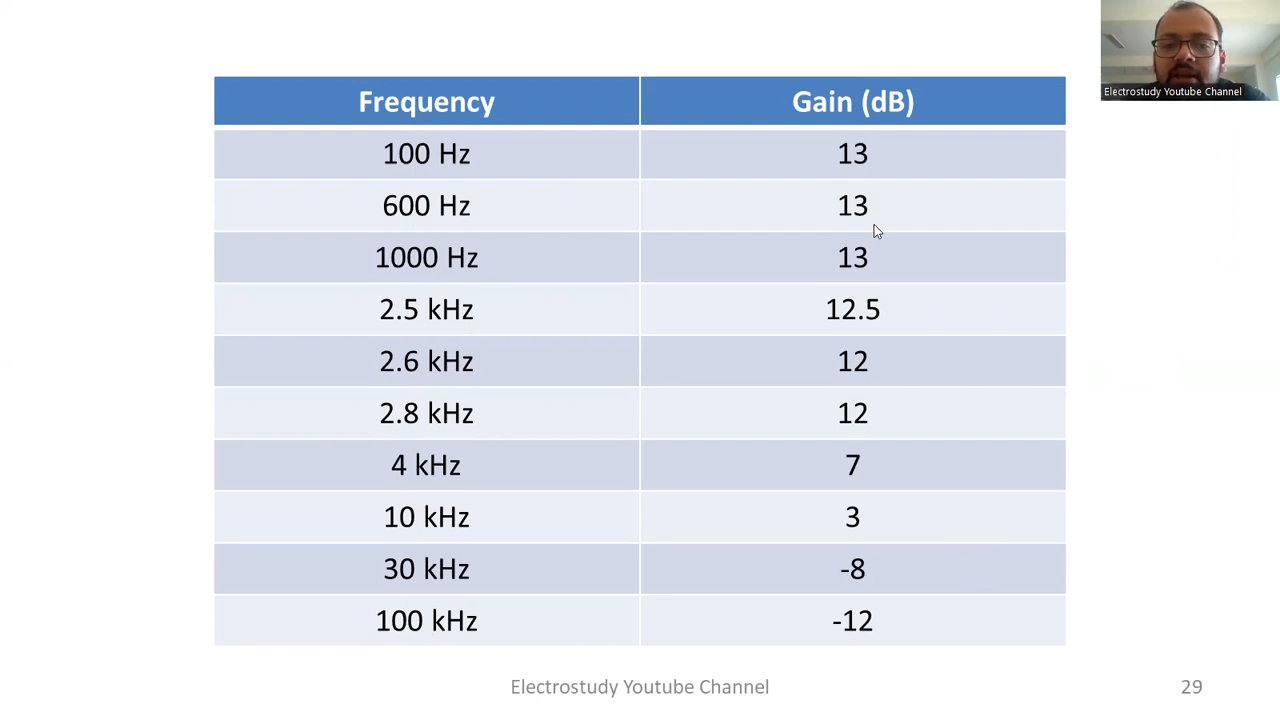 Electrostudy Youtube Channel
Frequency Gain (dB)
100 Hz 13
600 Hz 13
1000 Hz 13
2.5 kHz 12.5
2.6 kHz 12
2.8 kHz 12
4 kHz 7
10 kHz 3
30 kHz -8
100 kHz -12
Electrostudy Youtube Channel 29